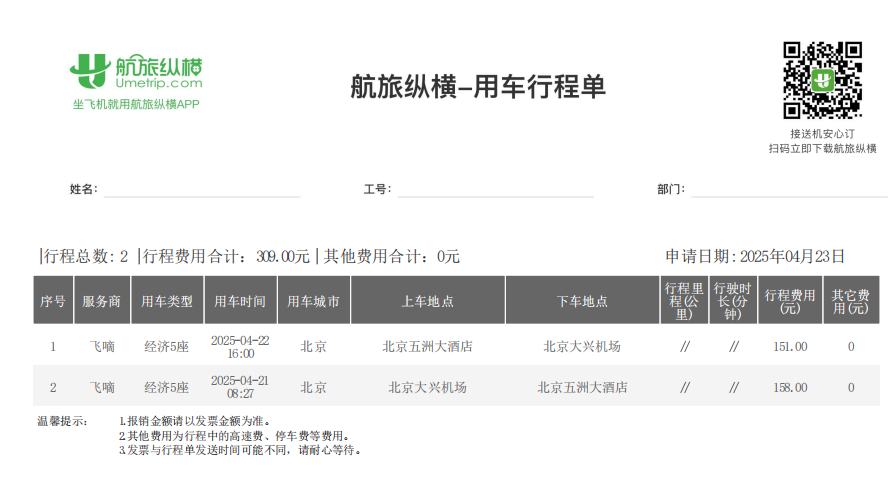 航旅纵横
Umetrip.com
坐飞机就用航旅纵横APP
航旅纵横-用车行程单
接送机安心订
扫码立即下载航旅纵横
姓名: 工号: 部门:
行程总数: 2 行程费用合计: 309.00元 其他费用合计: 0元 申请日期: 2025年04月23日
序号 服务商 用车类型 用车时间 用车城市 上车地点 下车地点 行程里程(公里) 行驶时长(分钟) 行程费用(元) 其它费用(元)
1 飞嘀 经济5座 2025-04-22 16:00 北京 北京五洲大酒店 北京大兴机场 // // 151.00 0
2 飞嘀 经济5座 2025-04-21 08:27 北京 北京大兴机场 北京五洲大酒店 // // 158.00 0
温馨提示: 1.报销金额请以发票金额为准。
2.其他费用为行程中的高速费、停车费等费用。
3.发票与行程单发送时间可能不同，请耐心等待。